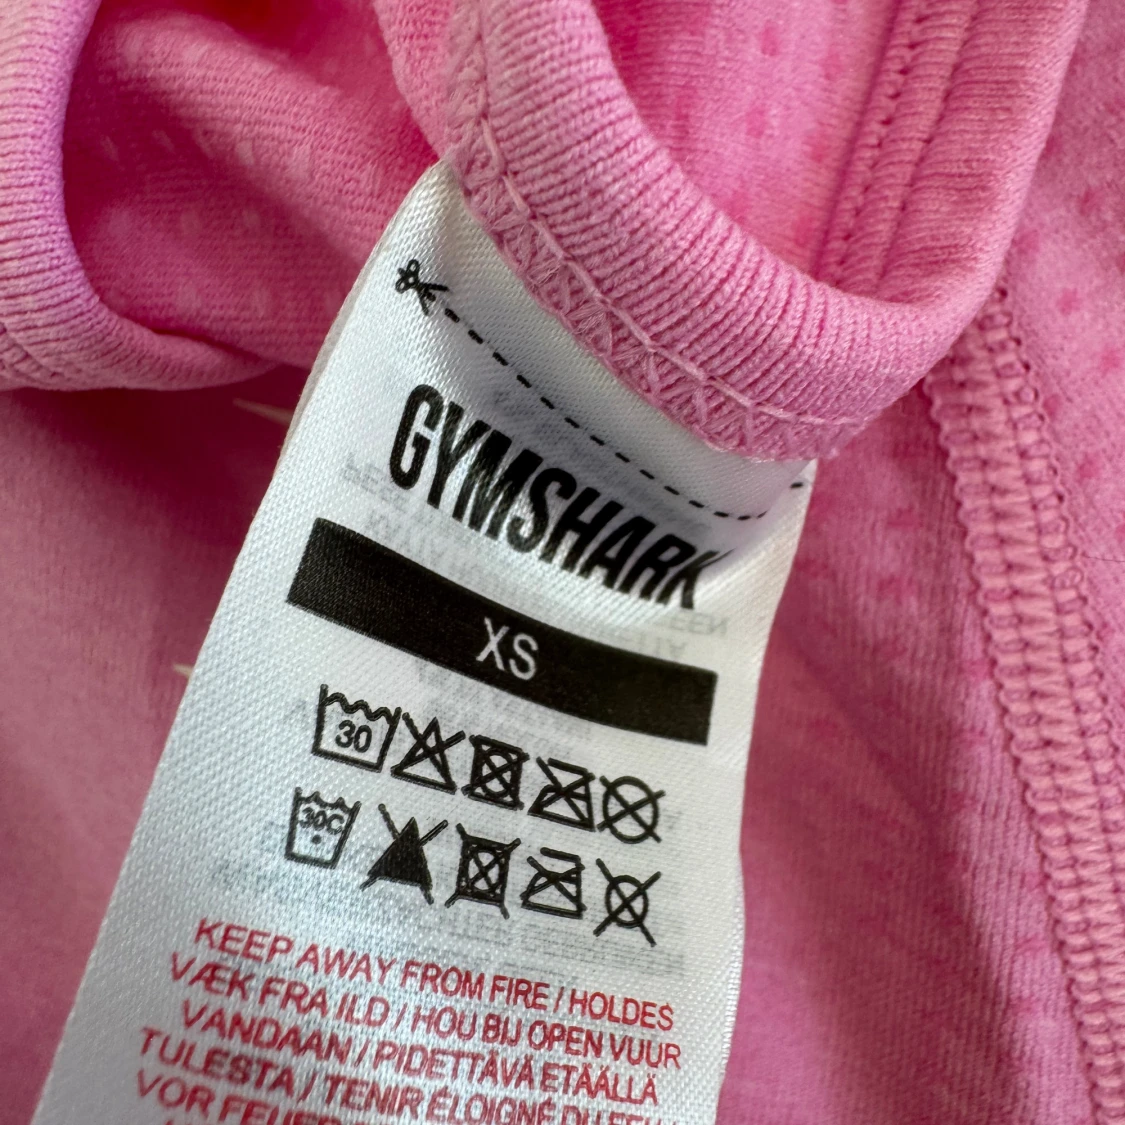 GYMSHARK
XS
30
30C
KEEP AWAY FROM FIRE / HOLDES
VÆK FRA ILD / HOU BIJ OPEN VUUR
VANDAAN / PIDETTÄVÄ ETÄÄLLÄ
TULESTA / TENIR ÉLOIGNÉ DU
VOR